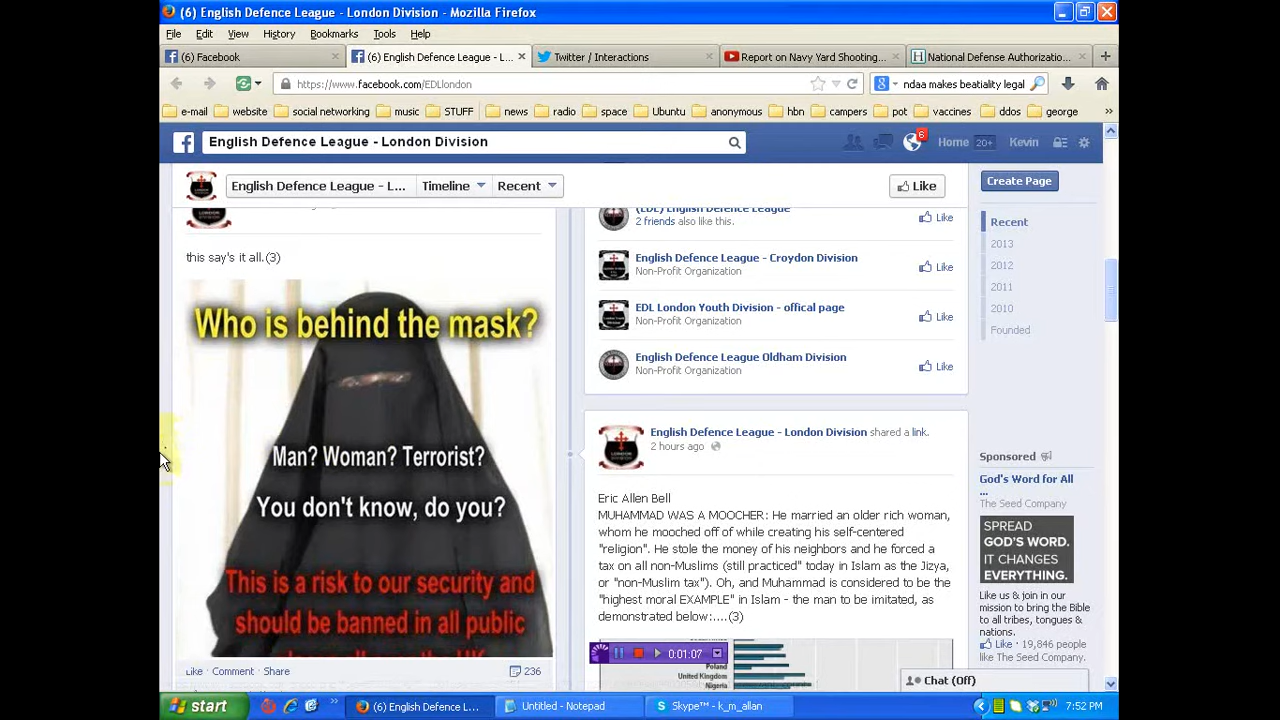 (6) English Defence League - London Division - Mozilla Firefox
File Edit View History Bookmarks Tools Help
(6) Facebook
(6) English Defence League - L...
Twitter / Interactions
Report on Navy Yard Shooting...
National Defense Authorizatio...
https://www.facebook.com/EDLlondon
ndaa makes beatiality legal
e-mail website social networking music STUFF news radio space Ubuntu anonymous hbn campers pot vaccines ddos george
English Defence League - London Division
6
Home 20+ Kevin
English Defence League - L... Timeline Recent
Like
Create Page
this say's it all.(3)
Who is behind the mask?
Man? Woman? Terrorist?
You don't know, do you?
This is a risk to our security and
should be banned in all public
Like · Comment · Share
236
(EDL) English Defence League
2 friends also like this.
Like
English Defence League - Croydon Division
Non-Profit Organization
Like
EDL London Youth Division - offical page
Non-Profit Organization
Like
English Defence League Oldham Division
Non-Profit Organization
Like
English Defence League - London Division shared a link.
2 hours ago
Eric Allen Bell
MUHAMMAD WAS A MOOCHER: He married an older rich woman,
whom he mooched off of while creating his self-centered
"religion". He stole the money of his neighbors and he forced a
tax on all non-Muslims (still practiced" today in Islam as the Jizya,
or "non-Muslim tax"). Oh, and Muhammad is considered to be the
"highest moral EXAMPLE" in Islam - the man to be imitated, as
demonstrated below:....(3)
0:01:07
Poland
United Kingdom
Nigeria
Recent
2013
2012
2011
2010
Founded
Sponsored
God's Word for All
...
The Seed Company
SPREAD
GOD'S WORD.
IT CHANGES
EVERYTHING.
Like us & join in our
mission to bring the Bible
to all tribes, tongues &
nations.
Like · 19,846 people
like The Seed Company.
Chat (Off)
start
(6) English Defence L...
Untitled - Notepad
Skype™ - k_m_allan
7:52 PM